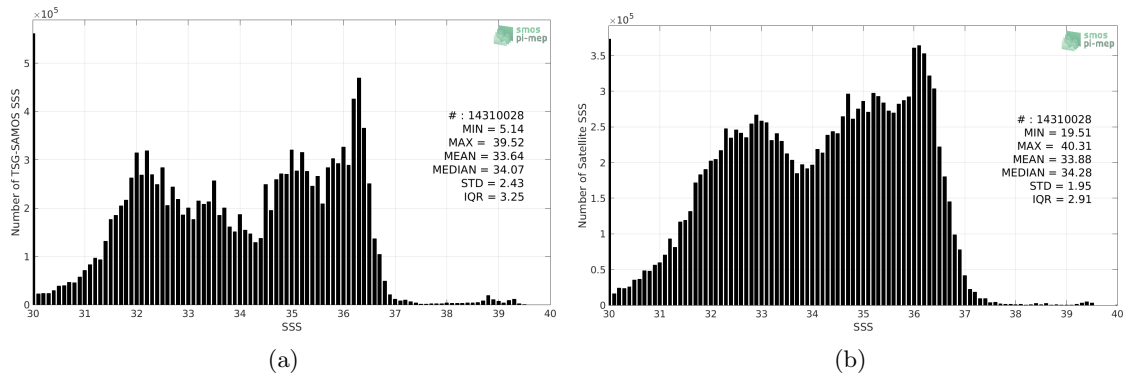 ×10^5
smos
pi-mep
Number of TSG-SAMOS SSS
5
4
3
2
1
0
# : 14310028
MIN = 5.14
MAX = 39.52
MEAN = 33.64
MEDIAN = 34.07
STD = 2.43
IQR = 3.25
30 31 32 33 34 35 36 37 38 39 40
SSS
(a)
×10^5
smos
pi-mep
Number of Satellite SSS
3.5
3
2.5
2
1.5
1
0.5
0
# : 14310028
MIN = 19.51
MAX = 40.31
MEAN = 33.88
MEDIAN = 34.28
STD = 1.95
IQR = 2.91
30 31 32 33 34 35 36 37 38 39 40
SSS
(b)